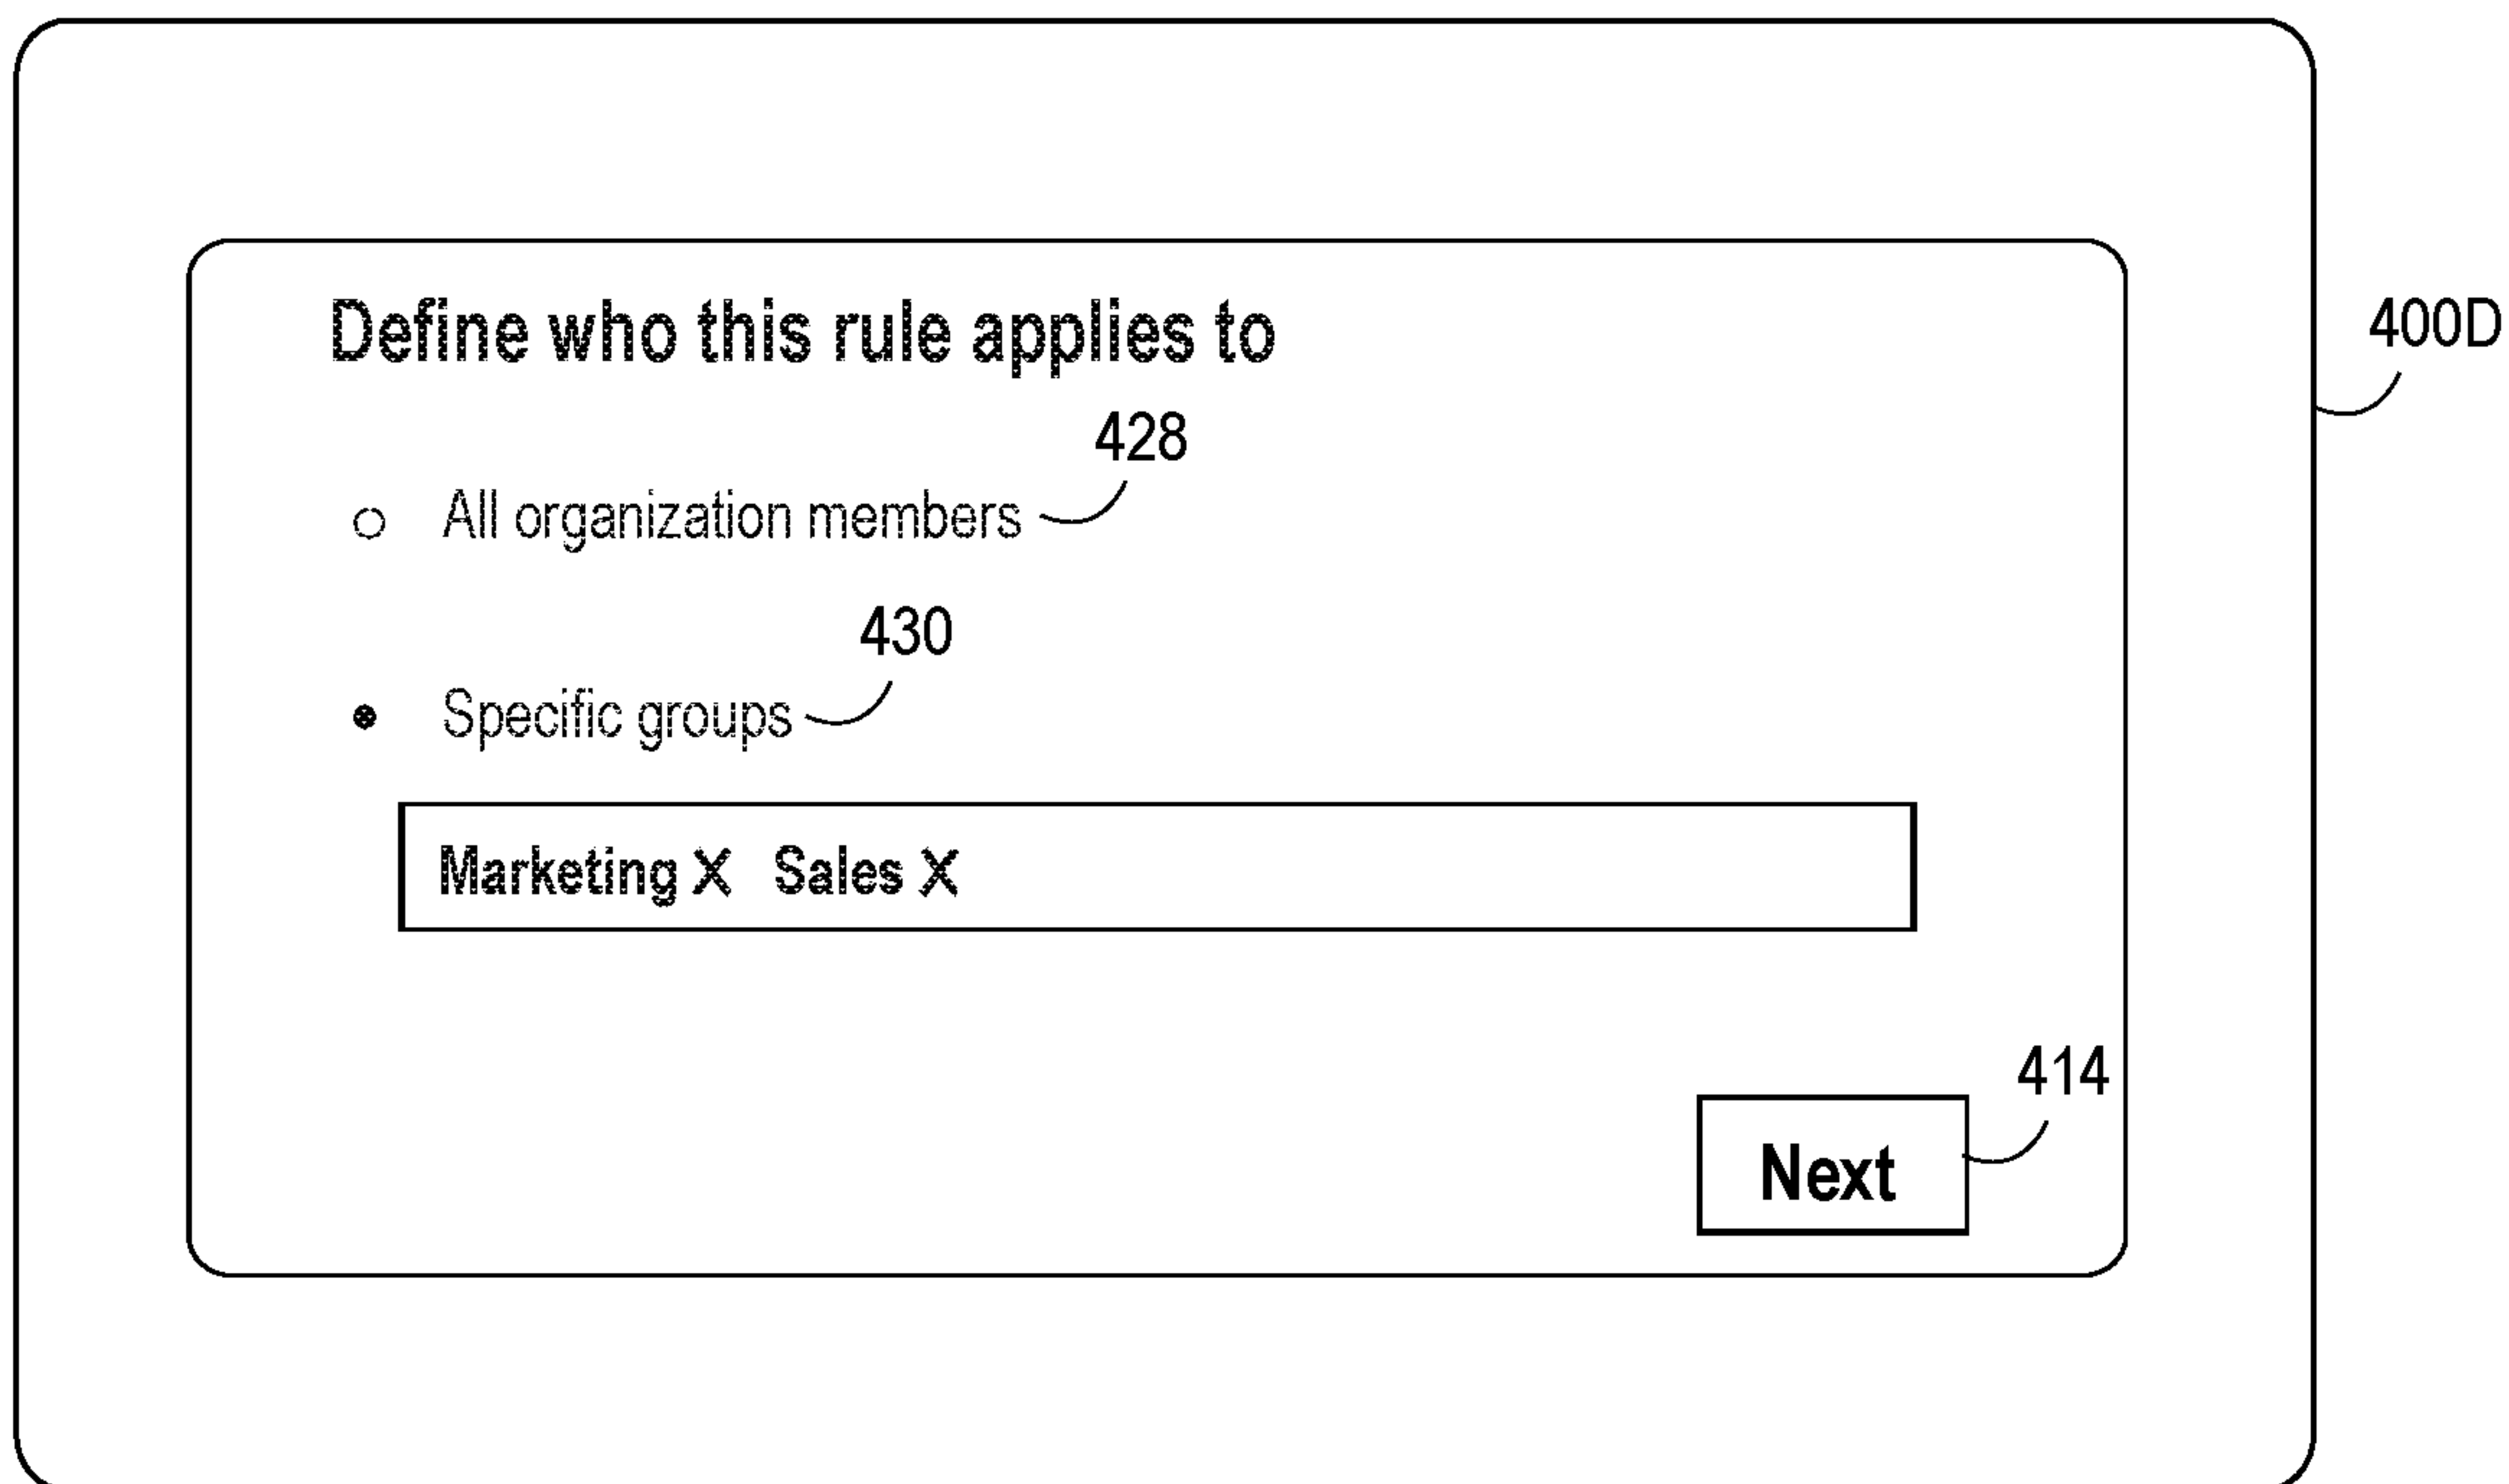 Define who this rule applies to
400D
428
All organization members
430
Specific groups
Marketing X Sales X
414
Next